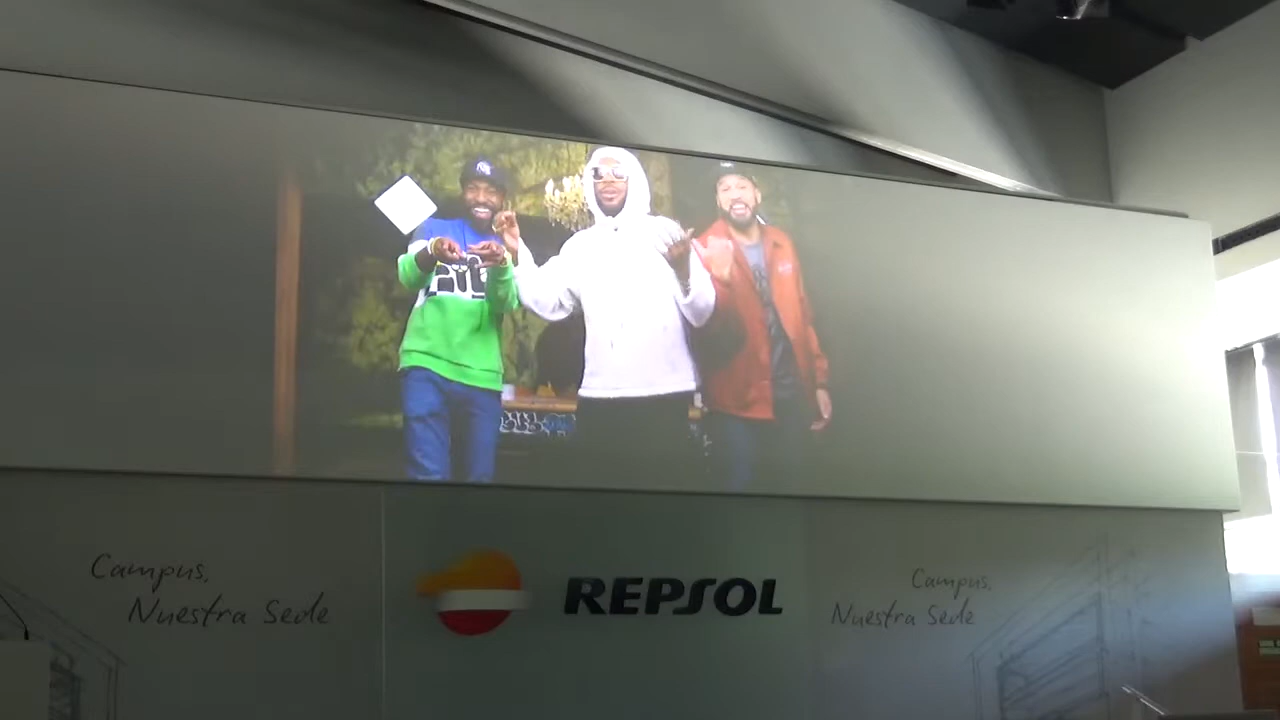 Campus,
Nuestra Sede
REPSOL
Campus,
Nuestra Sede